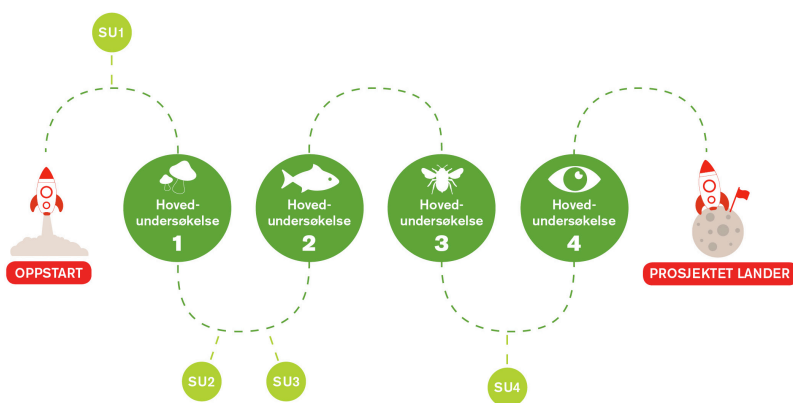 SU1
Hoved-
undersøkelse
1
Hoved-
undersøkelse
2
Hoved-
undersøkelse
3
Hoved-
undersøkelse
4
OPPSTART
PROSJEKTET LANDER
SU2
SU3
SU4